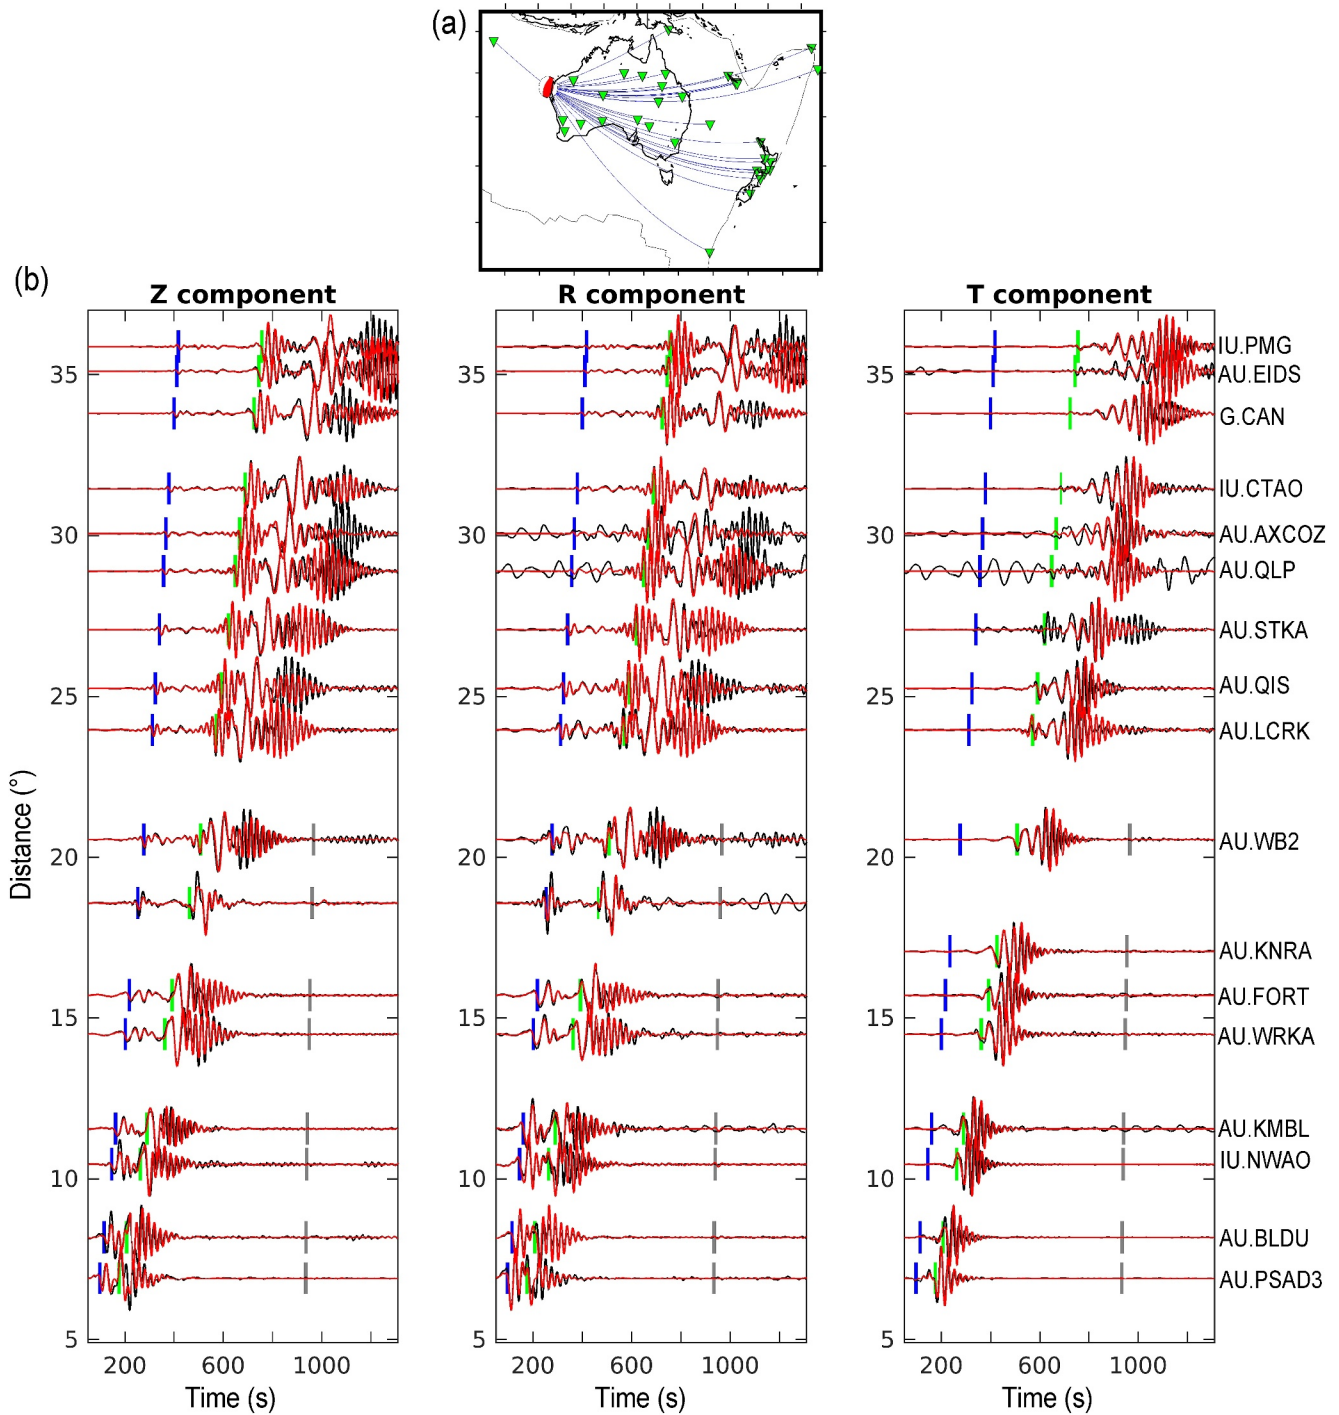 (a)
(b)
Z component
R component
T component
Distance (°)
35
30
25
20
15
10
5
35
30
25
20
15
10
5
35
30
25
20
15
10
5
IU.PMG
AU.EIDS
G.CAN
IU.CTAO
AU.AXCOZ
AU.QLP
AU.STKA
AU.QIS
AU.LCRK
AU.WB2
AU.KNRA
AU.FORT
AU.WRKA
AU.KMBL
IU.NWAO
AU.BLDU
AU.PSAD3
200 600 1000
200 600 1000
200 600 1000
Time (s)
Time (s)
Time (s)